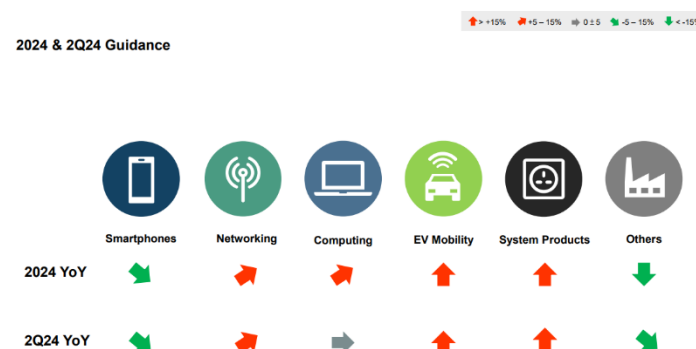 > +15% +5 – 15% 0 ± 5 -5 – 15% < -15%
2024 & 2Q24 Guidance
Smartphones Networking Computing EV Mobility System Products Others
2024 YoY
2Q24 YoY